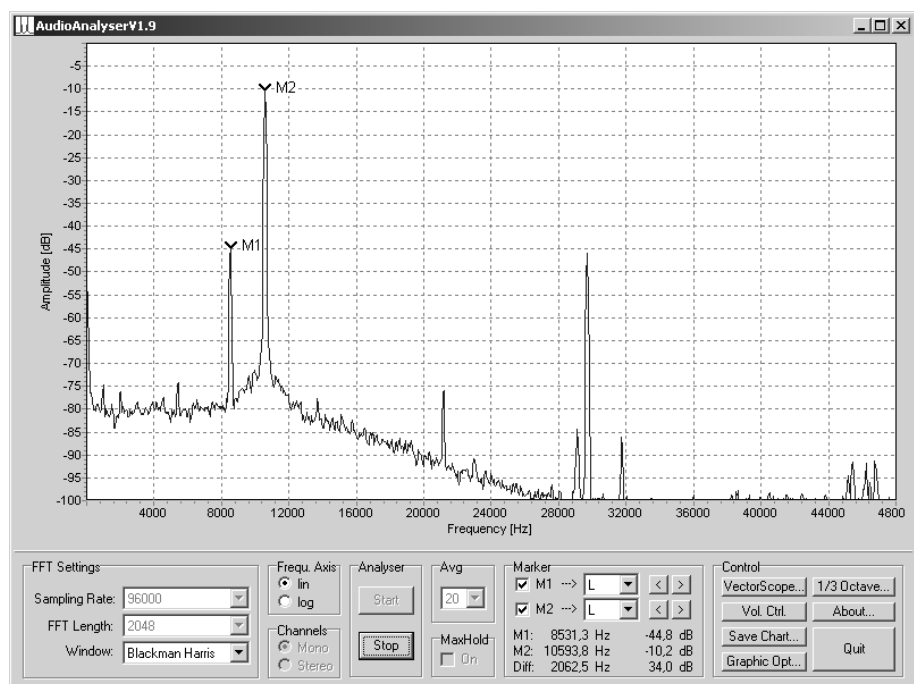 AudioAnalyserV1.9
-5
-10
-15
-20
-25
-30
-35
-40
-45
-50
-55
-60
-65
-70
-75
-80
-85
-90
-95
-100
Amplitude [dB]
M2
M1
4000 8000 12000 16000 20000 24000 28000 32000 36000 40000 44000 4800
Frequency [Hz]
FFT Settings
Sampling Rate: 96000
FFT Length: 2048
Window: Blackman Harris
Frequ. Axis
lin
log
Channels
Mono
Stereo
Analyser
Start
Stop
Avg
20
MaxHold
On
Marker
M1 ---> L < >
M2 ---> L < >
M1: 8531,3 Hz -44,8 dB
M2: 10593,8 Hz -10,2 dB
Diff: 2062,5 Hz 34,0 dB
Control
VectorScope... 1/3 Octave...
Vol. Ctrl. About...
Save Chart...
Graphic Opt...
Quit